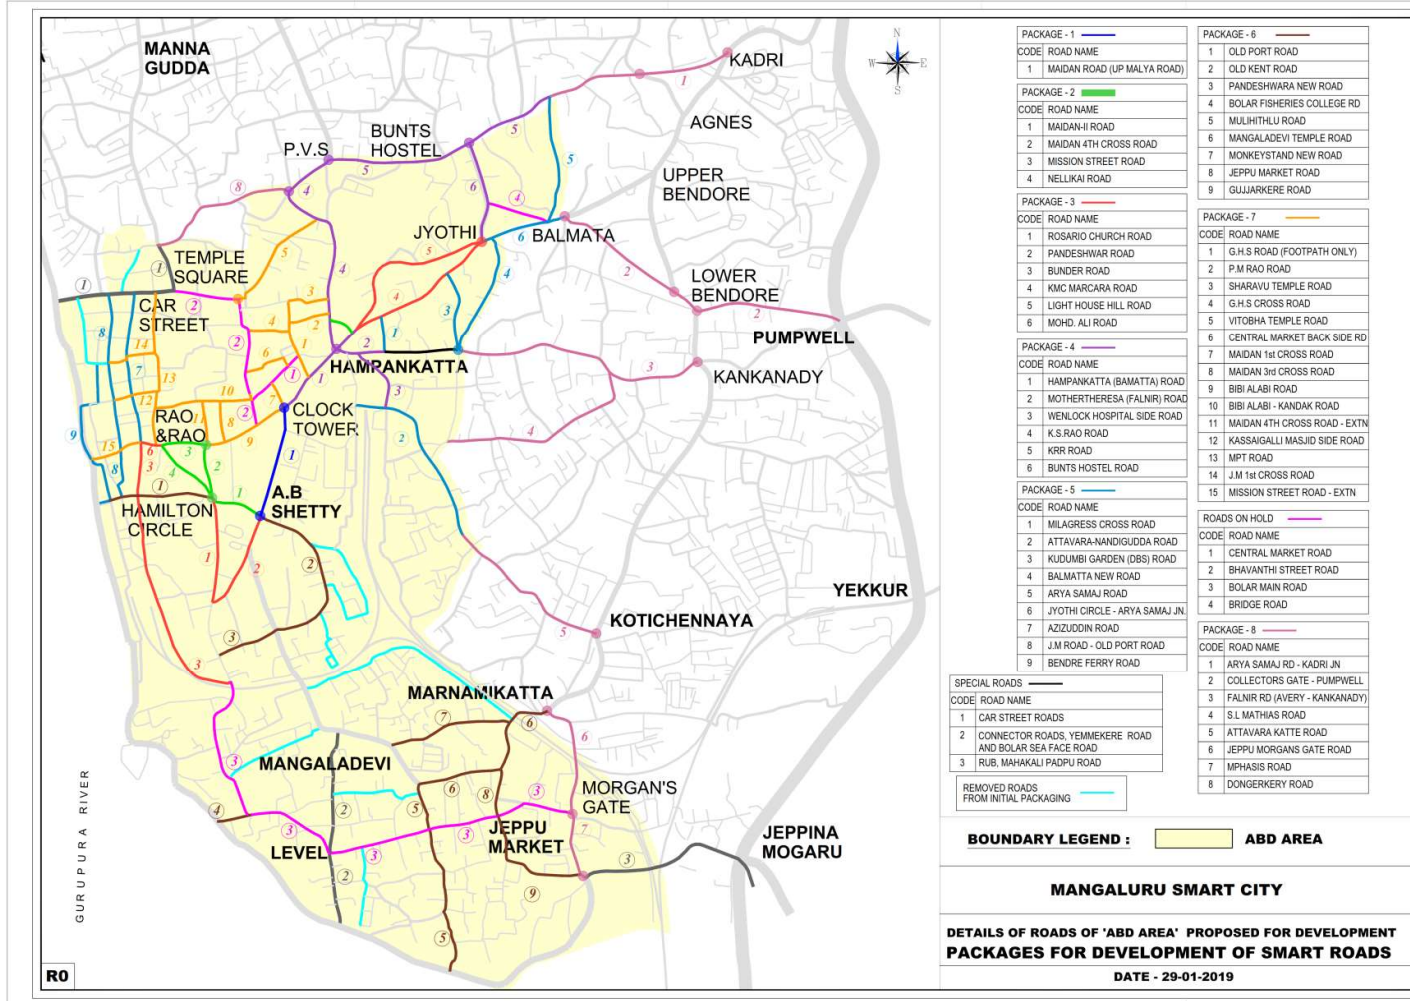 MANNA
GUDDA
KADRI
AGNES
BUNTS
HOSTEL
P.V.S
UPPER
BENDORE
JYOTHI
BALMATA
TEMPLE
SQUARE
LOWER
BENDORE
CAR
STREET
PUMPWELL
HAMPANKATTA
KANKANADY
CLOCK
TOWER
RAO
&RAO
A.B
SHETTY
HAMILTON
CIRCLE
YEKKUR
KOTICHENNAYA
MARNAMIKATTA
MANGALADEVI
MORGAN'S
GATE
JEPPU
MARKET
LEVEL
JEPPINA
MOGARU
GURUPURA RIVER
R0
N
W E
S
PACKAGE - 1
CODE ROAD NAME
1 MAIDAN ROAD (UP MALYA ROAD)
PACKAGE - 2
CODE ROAD NAME
1 MAIDAN-II ROAD
2 MAIDAN 4TH CROSS ROAD
3 MISSION STREET ROAD
4 NELLIKAI ROAD
PACKAGE - 3
CODE ROAD NAME
1 ROSARIO CHURCH ROAD
2 PANDESHWAR ROAD
3 BUNDER ROAD
4 KMC MARCARA ROAD
5 LIGHT HOUSE HILL ROAD
6 MOHD. ALI ROAD
PACKAGE - 4
CODE ROAD NAME
1 HAMPANKATTA (BAMATTA) ROAD
2 MOTHERTHERESA (FALNIR) ROAD
3 WENLOCK HOSPITAL SIDE ROAD
4 K.S.RAO ROAD
5 KRR ROAD
6 BUNTS HOSTEL ROAD
PACKAGE - 5
CODE ROAD NAME
1 MILAGRESS CROSS ROAD
2 ATTAVARA-NANDIGUDDA ROAD
3 KUDUMBI GARDEN (DBS) ROAD
4 BALMATTA NEW ROAD
5 ARYA SAMAJ ROAD
6 JYOTHI CIRCLE - ARYA SAMAJ JN.
7 AZIZUDDIN ROAD
8 J.M ROAD - OLD PORT ROAD
9 BENDRE FERRY ROAD
SPECIAL ROADS
CODE ROAD NAME
1 CAR STREET ROADS
2 CONNECTOR ROADS, YEMMEKERE ROAD
AND BOLAR SEA FACE ROAD
3 RUB, MAHAKALI PADPU ROAD
REMOVED ROADS
FROM INITIAL PACKAGING
PACKAGE - 6
1 OLD PORT ROAD
2 OLD KENT ROAD
3 PANDESHWARA NEW ROAD
4 BOLAR FISHERIES COLLEGE RD
5 MULIHITHLU ROAD
6 MANGALADEVI TEMPLE ROAD
7 MONKEYSTAND NEW ROAD
8 JEPPU MARKET ROAD
9 GUJJARKERE ROAD
PACKAGE - 7
CODE ROAD NAME
1 G.H.S ROAD (FOOTPATH ONLY)
2 P.M RAO ROAD
3 SHARAVU TEMPLE ROAD
4 G.H.S CROSS ROAD
5 VITOBHA TEMPLE ROAD
6 CENTRAL MARKET BACK SIDE RD
7 MAIDAN 1st CROSS ROAD
8 MAIDAN 3rd CROSS ROAD
9 BIBI ALABI ROAD
10 BIBI ALABI - KANDAK ROAD
11 MAIDAN 4TH CROSS ROAD - EXTN
12 KASSAIGALLI MASJID SIDE ROAD
13 MPT ROAD
14 J.M 1st CROSS ROAD
15 MISSION STREET ROAD - EXTN
ROADS ON HOLD
CODE ROAD NAME
1 CENTRAL MARKET ROAD
2 BHAVANTHI STREET ROAD
3 BOLAR MAIN ROAD
4 BRIDGE ROAD
PACKAGE - 8
CODE ROAD NAME
1 ARYA SAMAJ RD - KADRI JN
2 COLLECTORS GATE - PUMPWELL
3 FALNIR RD (AVERY - KANKANADY)
4 S.L MATHIAS ROAD
5 ATTAVARA KATTE ROAD
6 JEPPU MORGANS GATE ROAD
7 MPHASIS ROAD
8 DONGERKERY ROAD
BOUNDARY LEGEND : ABD AREA
MANGALURU SMART CITY
DETAILS OF ROADS OF 'ABD AREA' PROPOSED FOR DEVELOPMENT
PACKAGES FOR DEVELOPMENT OF SMART ROADS
DATE - 29-01-2019